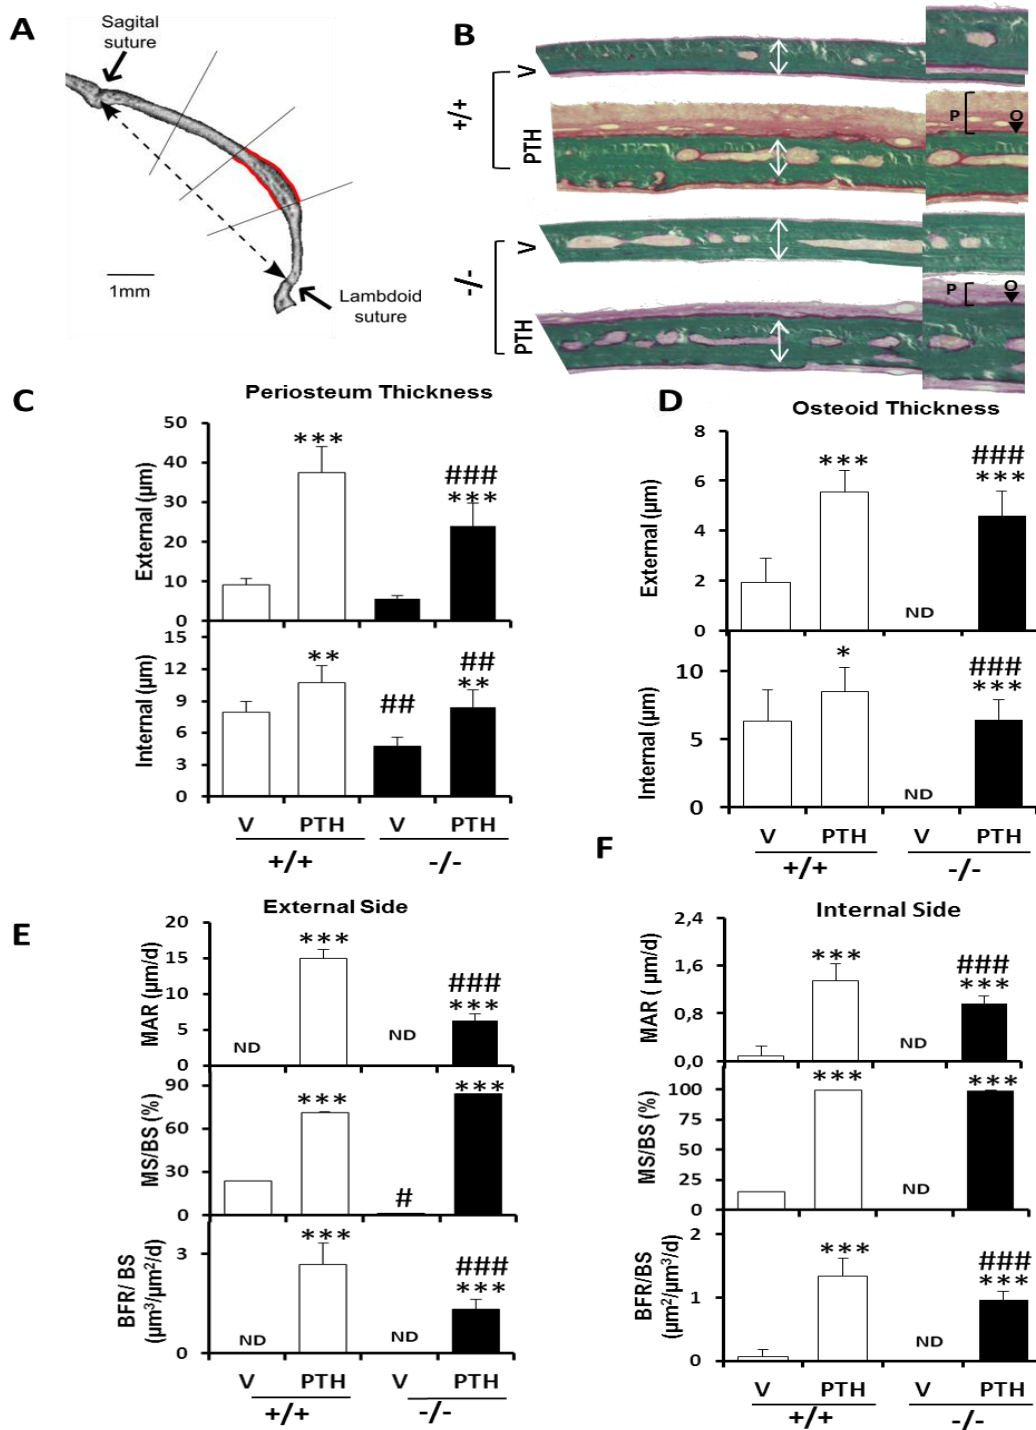 A
Sagital
suture
1mm
Lambdoid
suture
B
+/+
V
PTH
P
O
-/-
V
PTH
P
O
C
Periosteum Thickness
External (µm)
50
40
30
20
10
0
***
###
***
Internal (µm)
15
12
9
6
3
0
**
##
##
**
V PTH V PTH
+/+ -/-
D
Osteoid Thickness
External (µm)
8
6
4
2
0
***
ND
###
***
Internal (µm)
10
5
0
*
ND
###
***
V PTH V PTH
+/+ -/-
E
External Side
MAR (µm/d)
20
15
10
5
0
ND
***
ND
###
***
MS/BS (%)
90
60
30
0
***
#
***
BFR/ BS
(µm³/µm²/d)
3
0
ND
***
ND
###
***
V PTH V PTH
+/+ -/-
F
Internal Side
MAR ( µm/d)
2,4
1,6
0,8
0,0
***
ND
###
***
MS/BS (%)
100
75
50
25
0
***
ND
***
BFR/BS
(µm²/µm³/d)
2
1
0
***
ND
###
***
V PTH V PTH
+/+ -/-